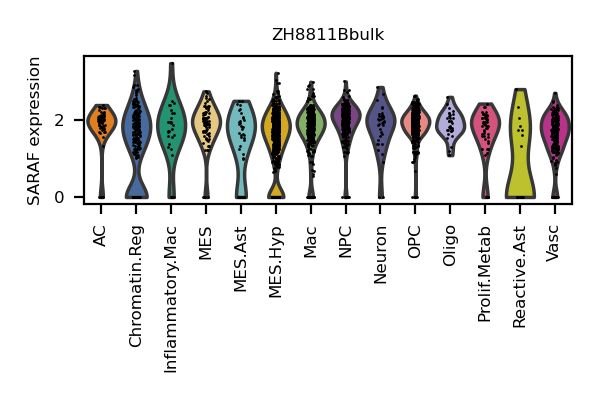 ZH8811Bbulk
SARAF expression
2
0
AC
Chromatin.Reg
Inflammatory.Mac
MES
MES.Ast
MES.Hyp
Mac
NPC
Neuron
OPC
Oligo
Prolif.Metab
Reactive.Ast
Vasc